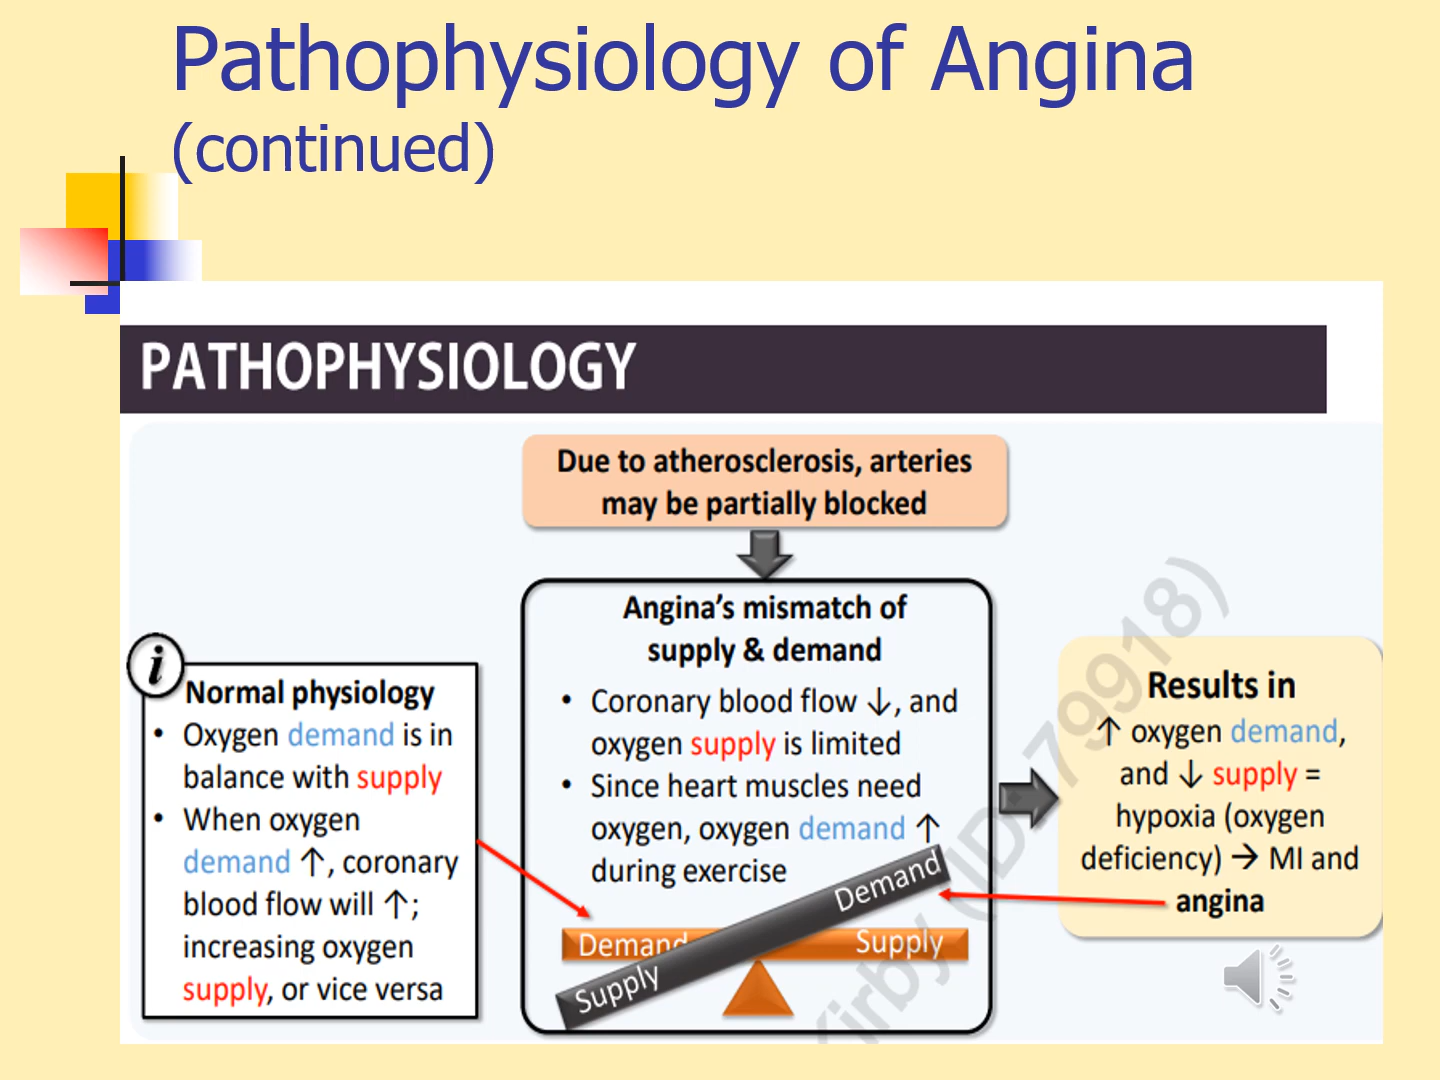 Pathophysiology of Angina
(continued)
PATHOPHYSIOLOGY
Due to atherosclerosis, arteries
may be partially blocked
i
Normal physiology
• Oxygen demand is in
balance with supply
• When oxygen
demand ↑, coronary
blood flow will ↑;
increasing oxygen
supply, or vice versa
Angina's mismatch of
supply & demand
• Coronary blood flow ↓, and
oxygen supply is limited
• Since heart muscles need
oxygen, oxygen demand ↑
during exercise
Demand
Demand
Supply
Supply
Results in
↑ oxygen demand,
and ↓ supply =
hypoxia (oxygen
deficiency) → MI and
angina
Kirby (ID: 79918)